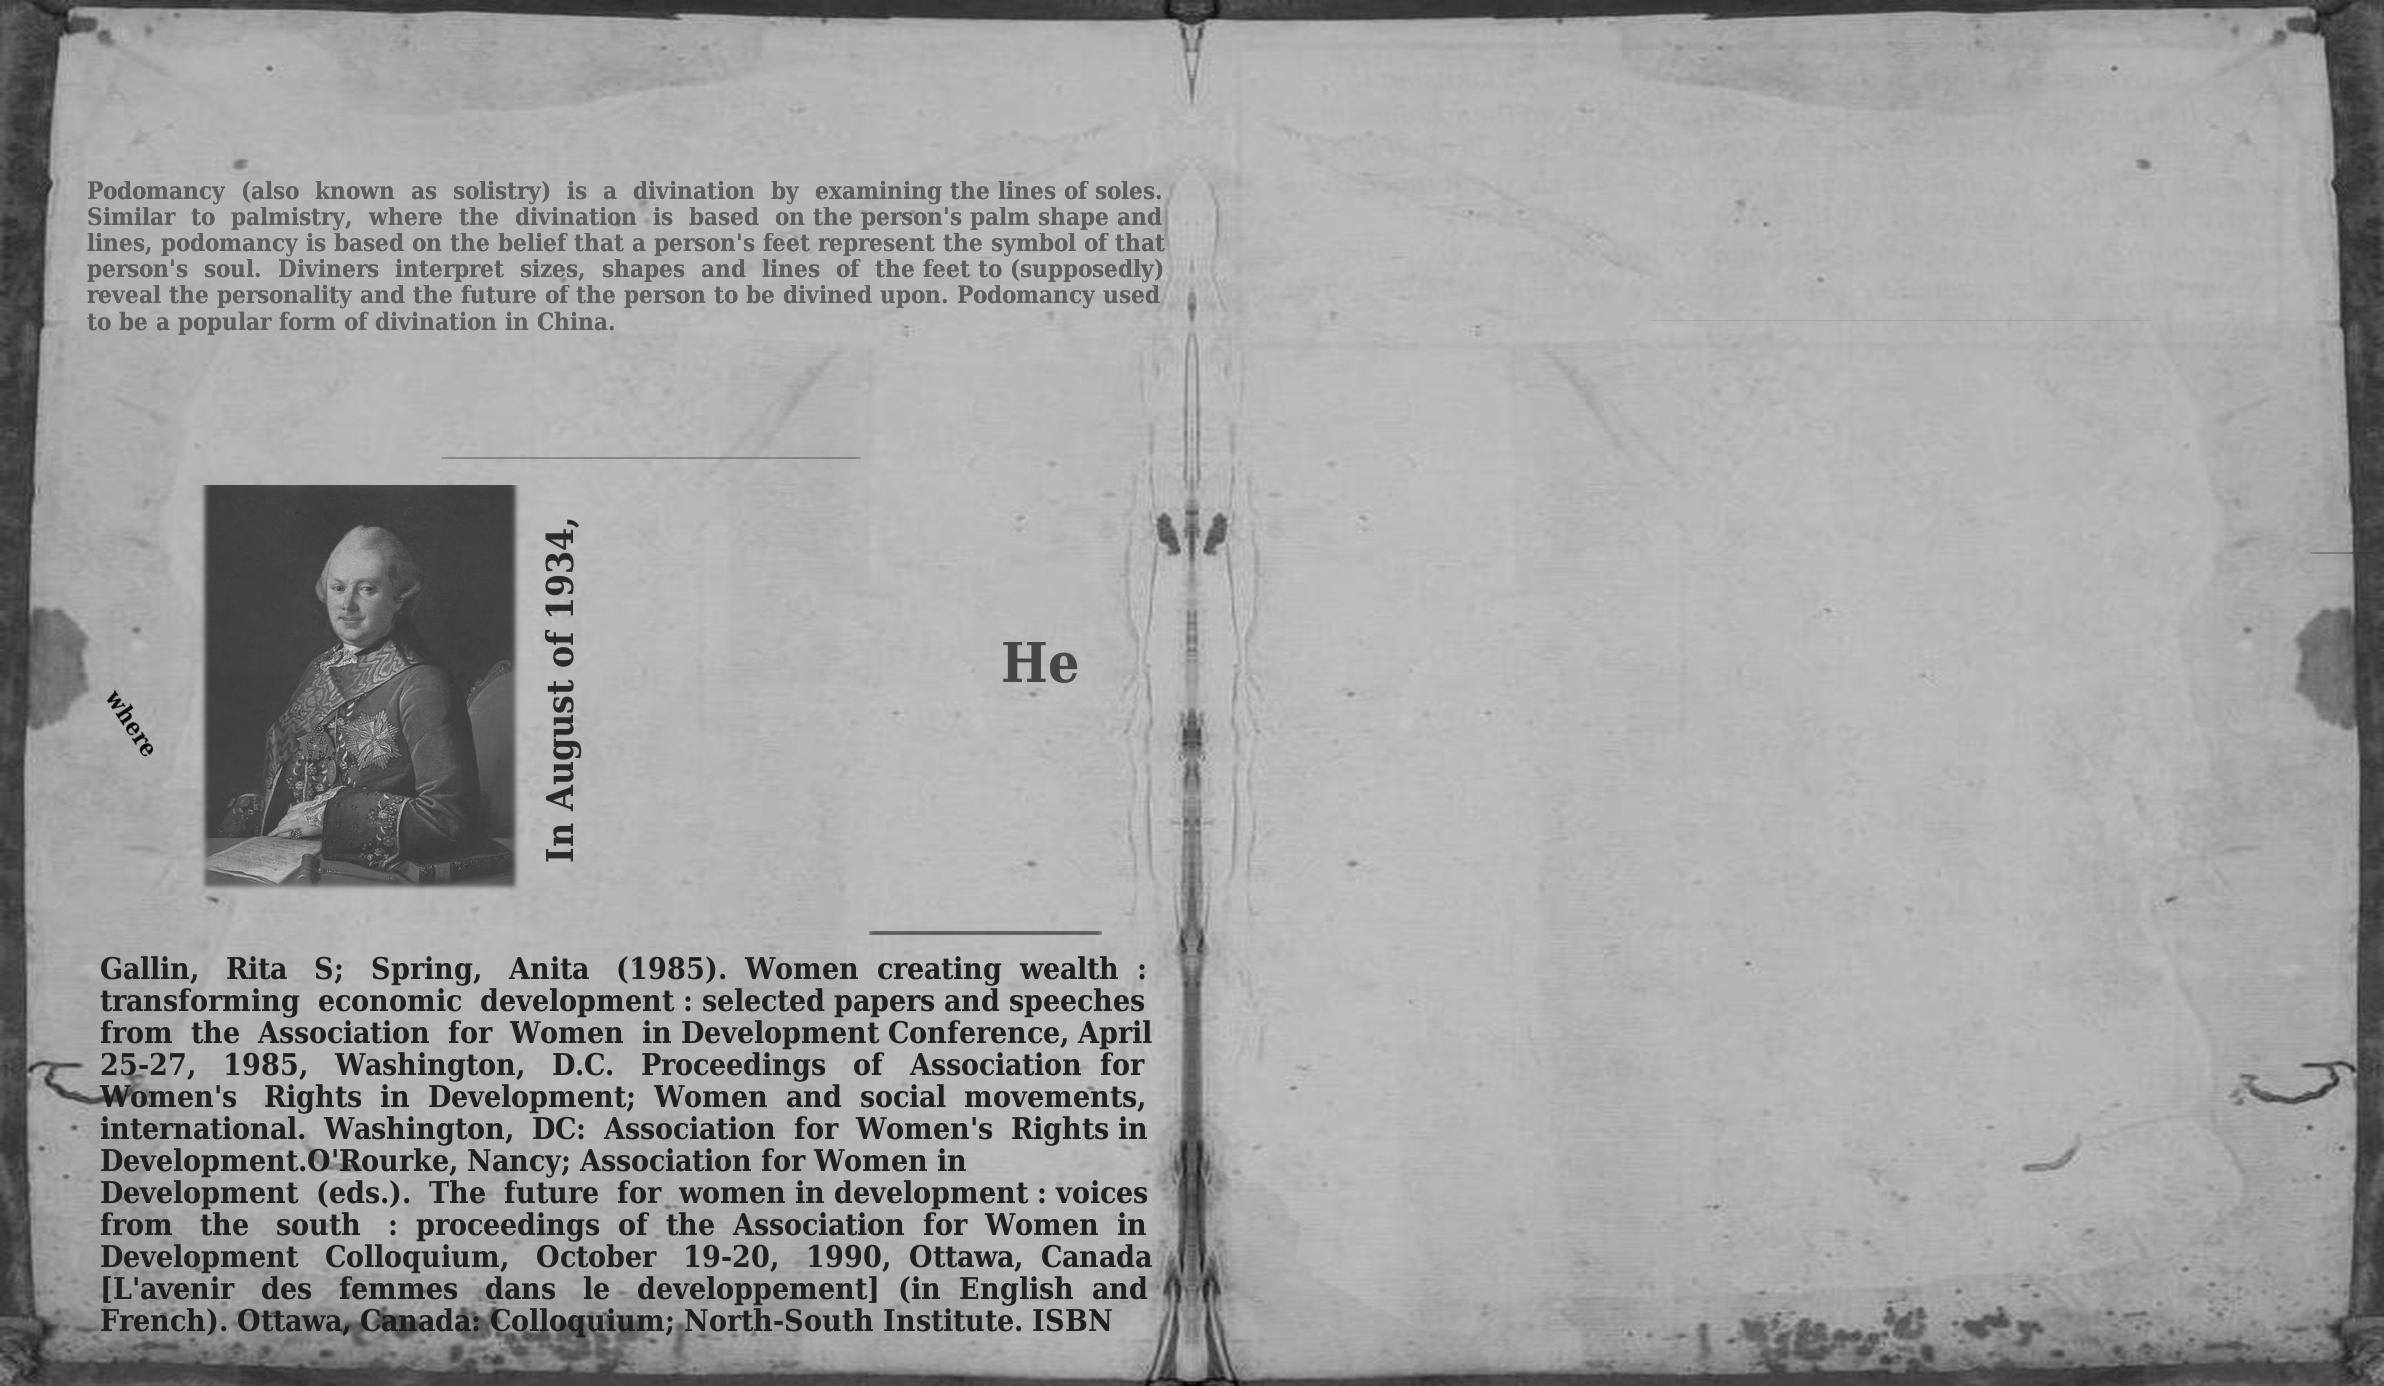 Podomancy (also known as solistry) is a divination by examining the lines of soles.
Similar to palmistry, where the divination is based on the person's palm shape and
lines, podomancy is based on the belief that a person's feet represent the symbol of that
person's soul. Diviners interpret sizes, shapes and lines of the feet to (supposedly)
reveal the personality and the future of the person to be divined upon. Podomancy used
to be a popular form of divination in China.
where
In August of 1934,
He
Gallin, Rita S; Spring, Anita (1985). Women creating wealth :
transforming economic development : selected papers and speeches
from the Association for Women in Development Conference, April
25-27, 1985, Washington, D.C. Proceedings of Association for
Women's Rights in Development; Women and social movements,
international. Washington, DC: Association for Women's Rights in
Development.O'Rourke, Nancy; Association for Women in
Development (eds.). The future for women in development : voices
from the south : proceedings of the Association for Women in
Development Colloquium, October 19-20, 1990, Ottawa, Canada
[L'avenir des femmes dans le developpement] (in English and
French). Ottawa, Canada: Colloquium; North-South Institute. ISBN